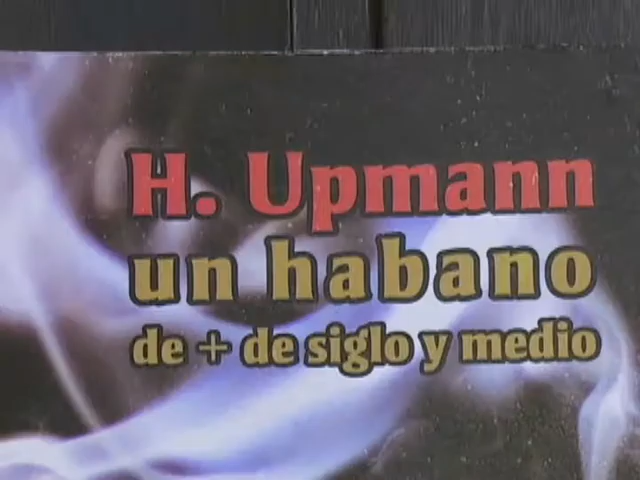 H. Upmann
un habano
de + de siglo y medio